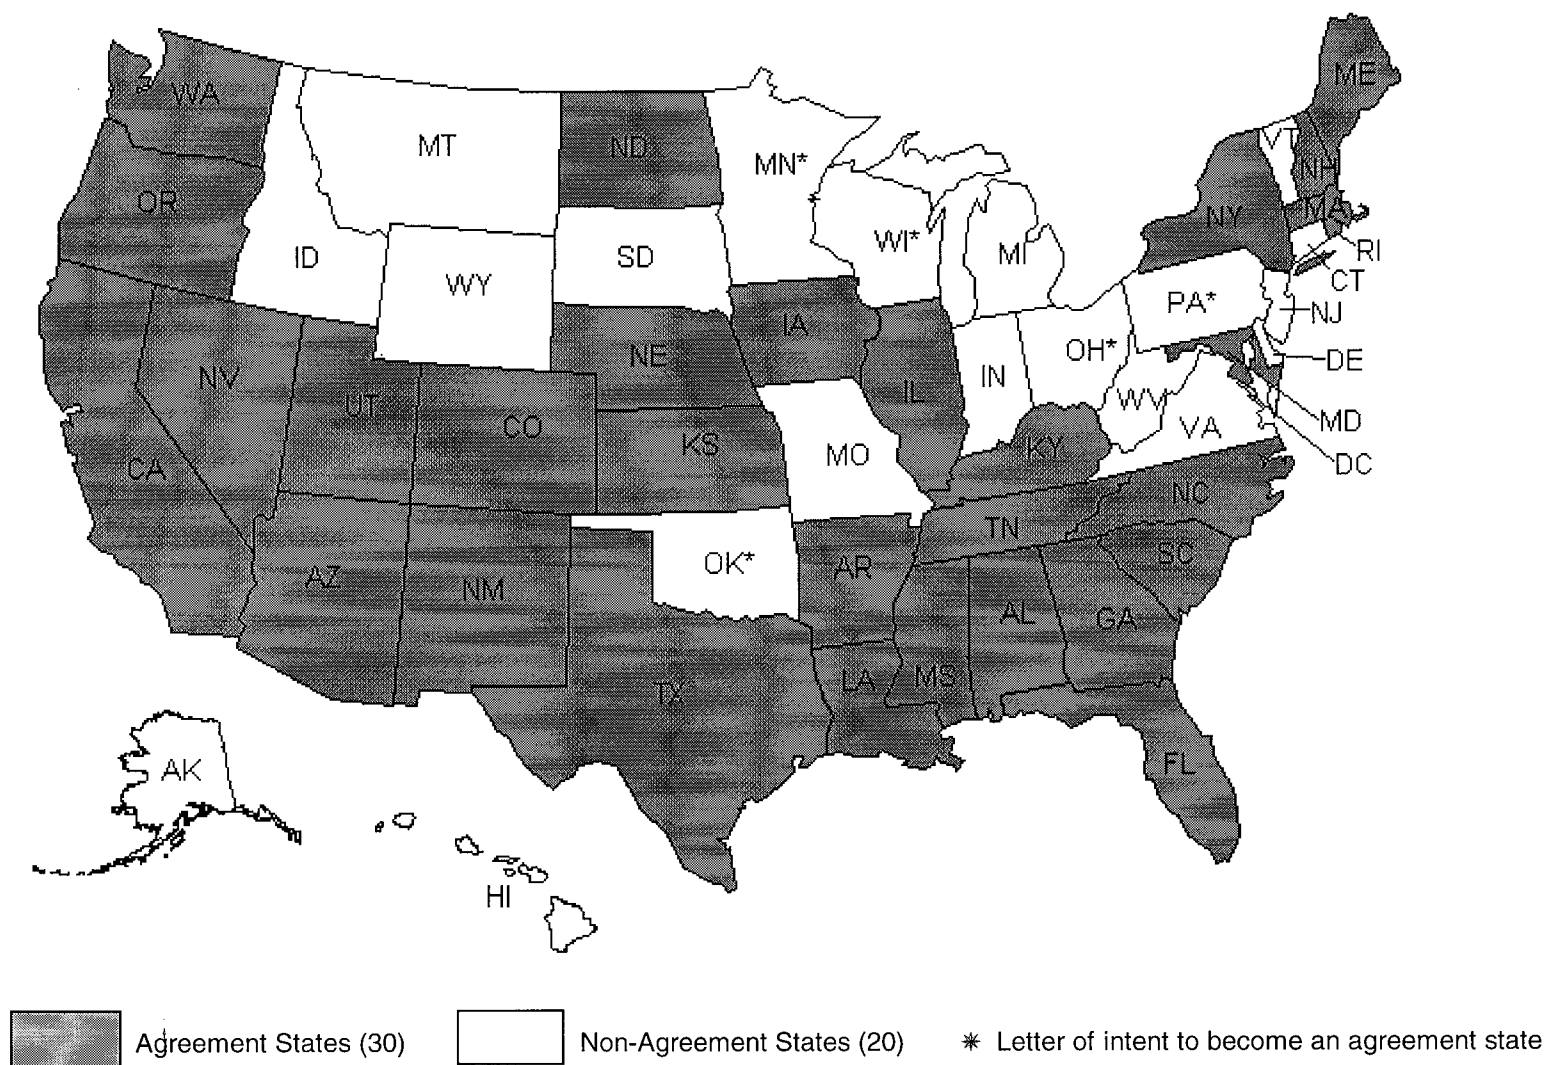 ME
WA
MT
ND
VT
MN*
NH
OR
MA
NY
WI*
RI
ID
SD
MI
CT
WY
PA*
NJ
IA
NE
OH*
DE
NV
IN
UT
IL
WV
CO
MD
VA
KS
KY
MO
DC
CA
NC
TN
SC
OK*
AR
AZ
NM
AL
GA
LA
MS
TX
FL
AK
HI
Agreement States (30) Non-Agreement States (20) * Letter of intent to become an agreement state